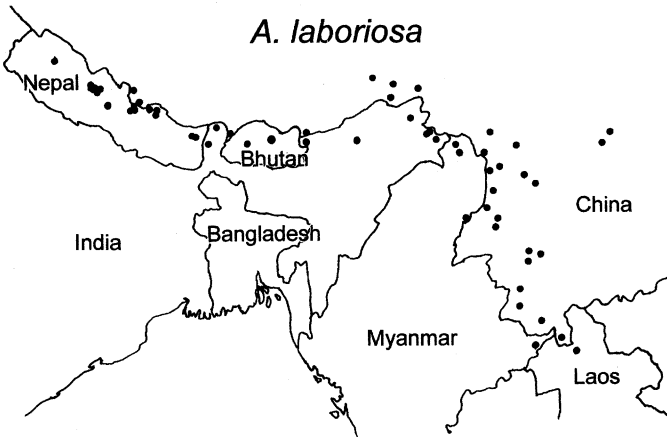 A. laboriosa
Nepal
Bhutan
China
India
Bangladesh
Myanmar
Laos